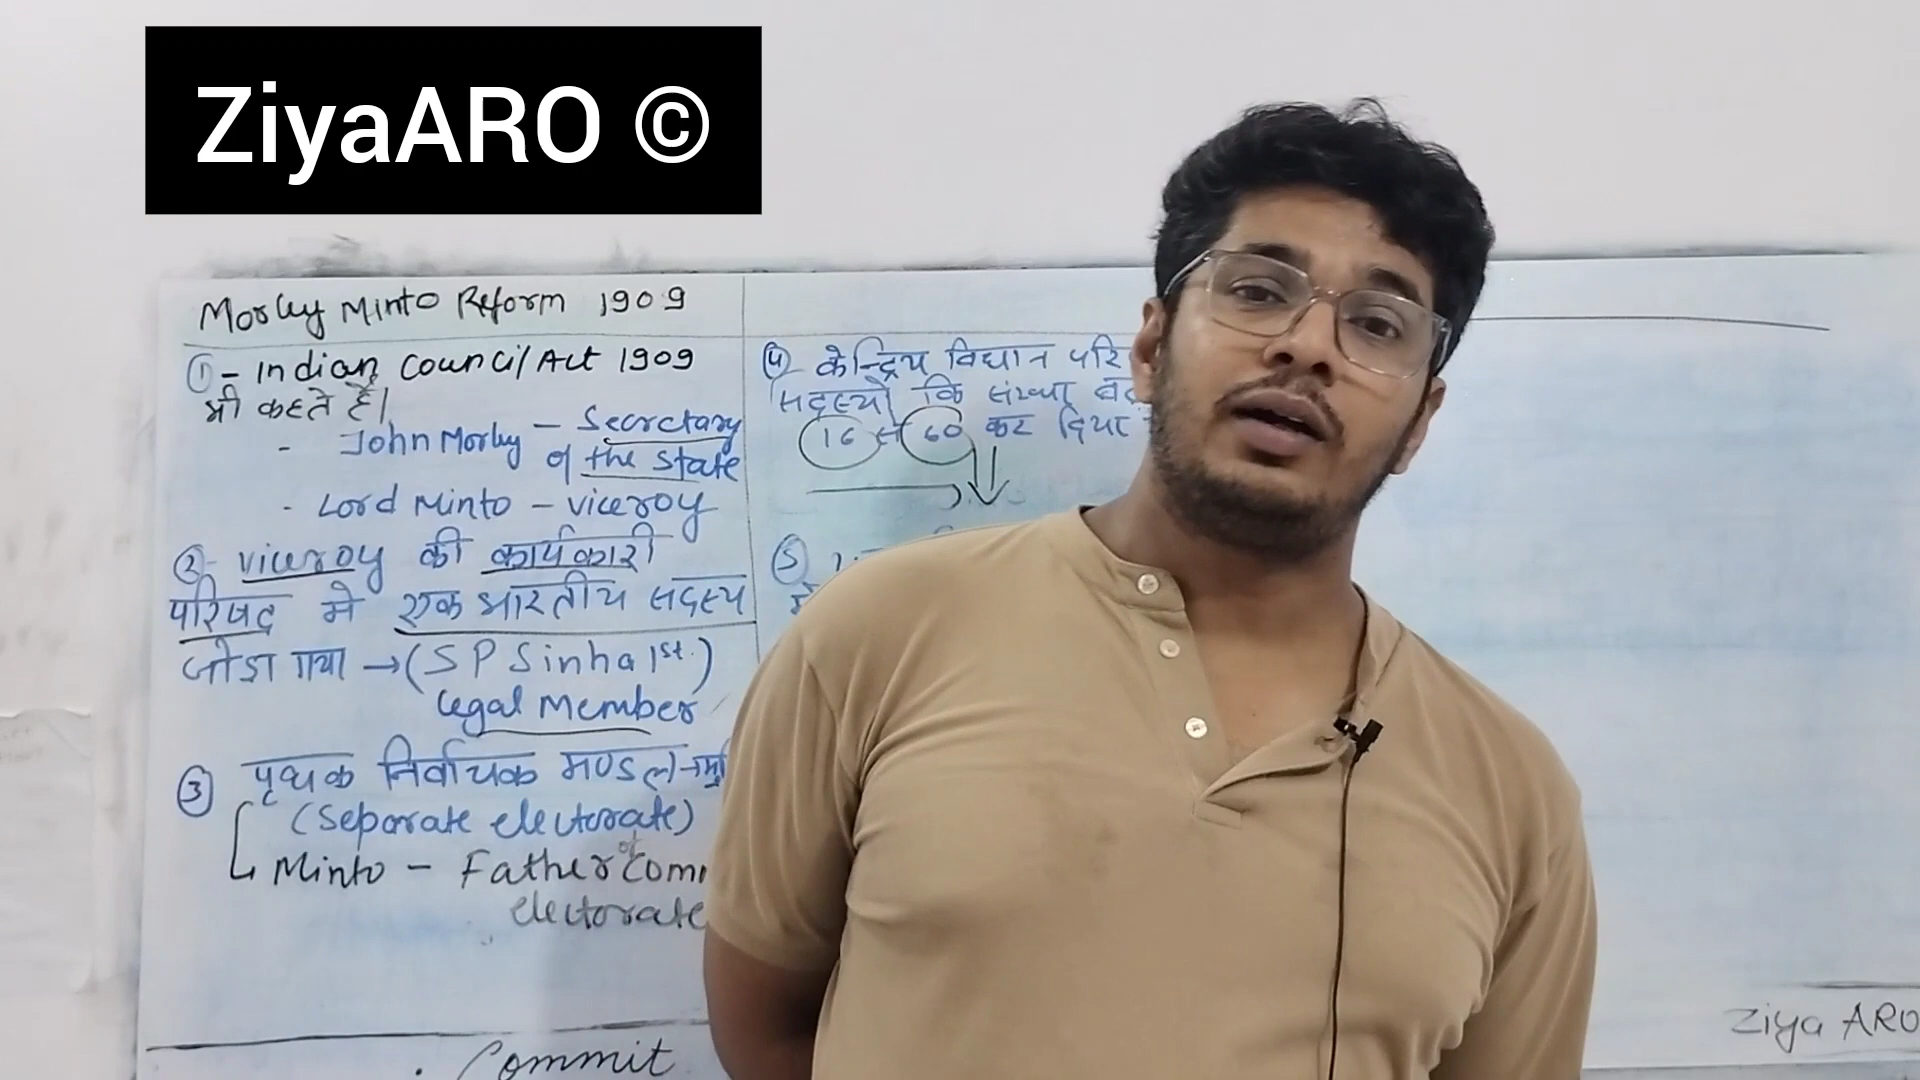 ZiyaARO ©
Morley Minto Reform 1909
① - Indian Council Act 1909
भी कहते हैं।
- John Morley - Secretary
of the State
- Lord Minto - Viceroy
② - Viceroy की कार्यकारी
परिषद में एक भारतीय सदस्य
जोडा गया → (S P Sinha 1st.)
Legal Member
③ पृथक निर्वाचक मण्डल →
(Seporate electorate)
Minto - Father of
electorate
④ केन्द्रिय विधान परि
सदस्यो कि संख्या
16 से 60 कर दिया
⑤
में
. Commit
Ziya ARO